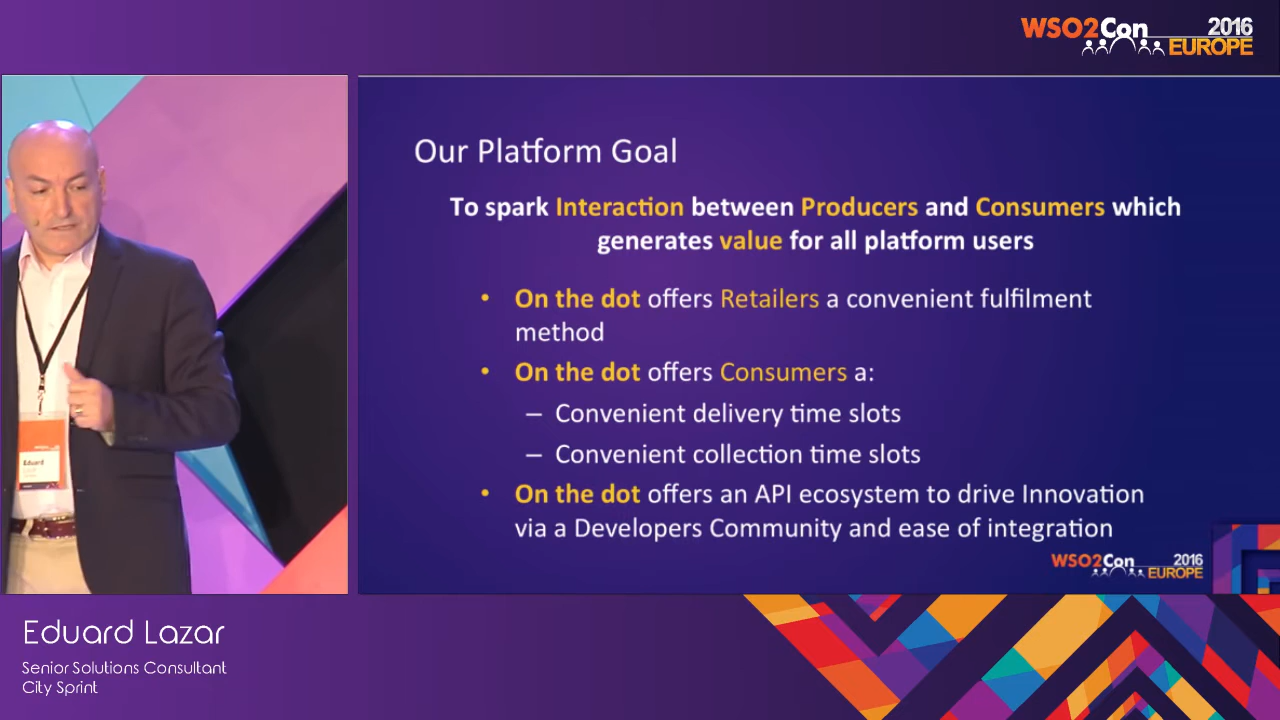 WSO2Con 2016
EUROPE
Our Platform Goal
To spark Interaction between Producers and Consumers which
generates value for all platform users
• On the dot offers Retailers a convenient fulfilment
method
• On the dot offers Consumers a:
– Convenient delivery time slots
– Convenient collection time slots
• On the dot offers an API ecosystem to drive Innovation
via a Developers Community and ease of integration
WSO2Con 2016
EUROPE
Eduard
Eduard Lazar
Senior Solutions Consultant
City Sprint